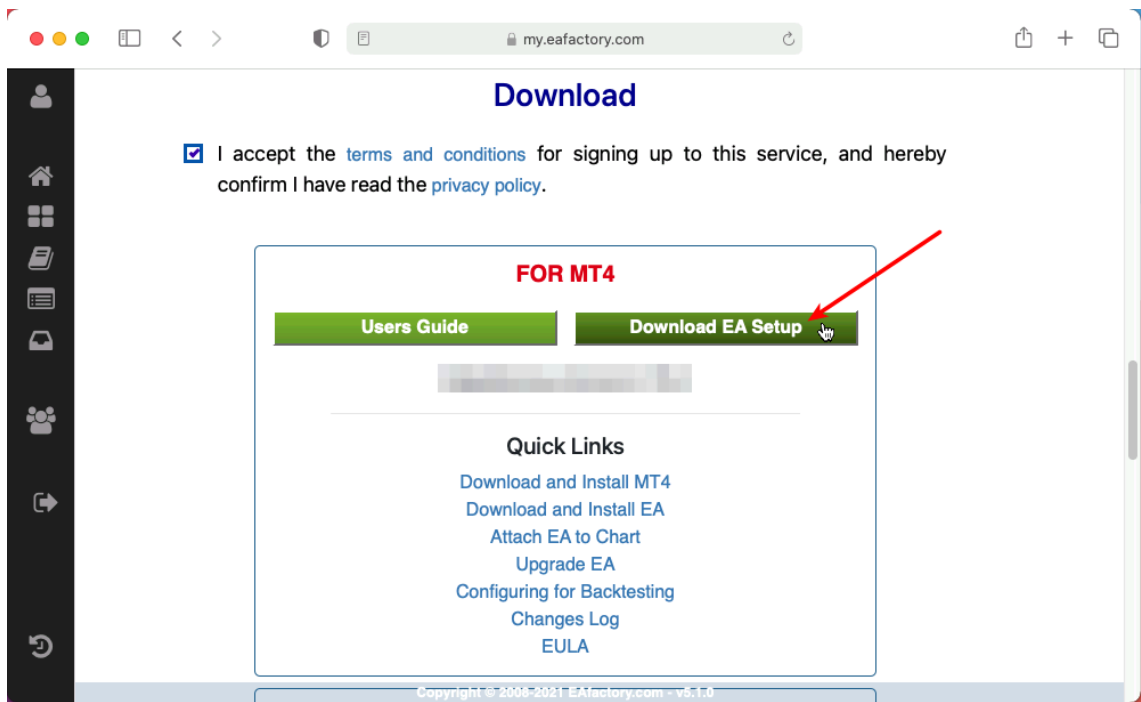 my.eafactory.com
Download
I accept the terms and conditions for signing up to this service, and hereby
confirm I have read the privacy policy.
FOR MT4
Users Guide
Download EA Setup
Quick Links
Download and Install MT4
Download and Install EA
Attach EA to Chart
Upgrade EA
Configuring for Backtesting
Changes Log
EULA
Copyright © 2008-2021 EAfactory.com - v5.1.0